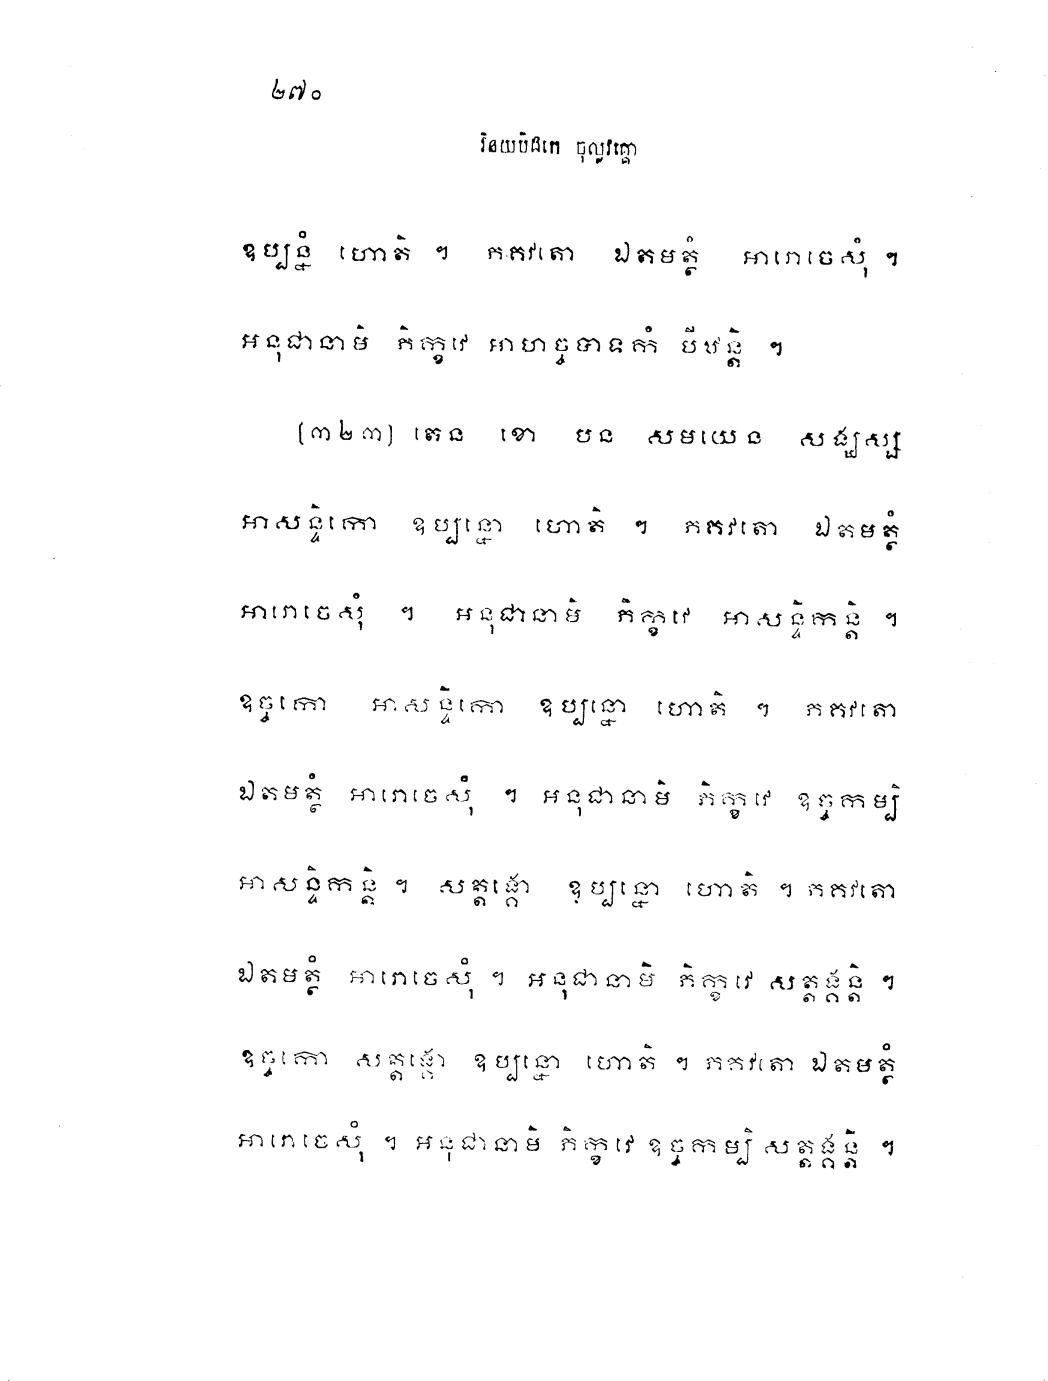 ២៧០
វិនយបិដកេ ចុល្លវគ្គោ
ឧប្បន្នំ ហោតិ ។ ភគវតោ ឯតមត្ថំ អារោចេសុំ ។
អនុជានាមិ ភិក្ខវេ អាហច្ចបាទកំ បីឋន្តិ ។
(៣២៣) តេន ខោ បន សមយេន សង្ឃស្ស
អាសន្ទិកោ ឧប្បន្នោ ហោតិ ។ ភគវតោ ឯតមត្ថំ
អារោចេសុំ ។ អនុជានាមិ ភិក្ខវេ អាសន្ទិកន្តិ ។
ឧច្ចកោ អាសន្ទិកោ ឧប្បន្នោ ហោតិ ។ ភគវតោ
ឯតមត្ថំ អារោចេសុំ ។ អនុជានាមិ ភិក្ខវេ ឧច្ចកម្បិ
អាសន្ទិកន្តិ ។ សត្តង្គោ ឧប្បន្នោ ហោតិ ។ ភគវតោ
ឯតមត្ថំ អារោចេសុំ ។ អនុជានាមិ ភិក្ខវេ សត្តង្គន្តិ ។
ឧច្ចកោ សត្តង្គោ ឧប្បន្នោ ហោតិ ។ ភគវតោ ឯតមត្ថំ
អារោចេសុំ ។ អនុជានាមិ ភិក្ខវេ ឧច្ចកម្បិ សត្តង្គន្តិ ។